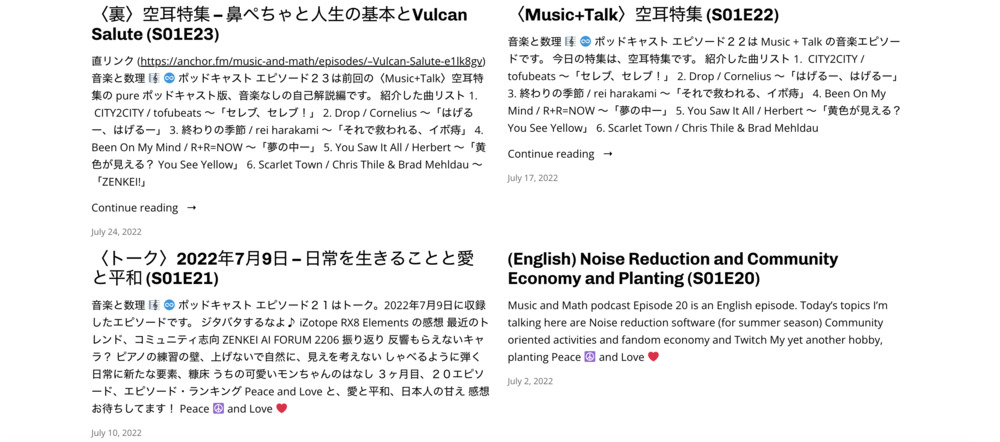 〈裏〉空耳特集 – 鼻ぺちゃと人生の基本とVulcan
Salute (S01E23)
直リンク (https://anchor.fm/music-and-math/episodes/–Vulcan-Salute-e1lk8gv)
音楽と数理 🎼 ♾️ ポッドキャスト エピソード２３は前回の〈Music+Talk〉空耳特
集の pure ポッドキャスト版、音楽なしの自己解説編です。 紹介した曲リスト 1.
CITY2CITY / tofubeats 〜「セレブ、セレブ！」 2. Drop / Cornelius 〜「はげる
ー、はげるー」 3. 終わりの季節 / rei harakami 〜「それで救われる、イボ痔」 4.
Been On My Mind / R+R=NOW 〜「夢の中ー」 5. You Saw It All / Herbert 〜「黄
色が見える？ You See Yellow」 6. Scarlet Town / Chris Thile & Brad Mehldau 〜
「ZENKEI!」
Continue reading →
July 24, 2022
〈Music+Talk〉空耳特集 (S01E22)
音楽と数理 🎼 ♾️ ポッドキャスト エピソード２２は Music + Talk の音楽エピソー
ドです。 今日の特集は、空耳特集です。 紹介した曲リスト 1. CITY2CITY /
tofubeats 〜「セレブ、セレブ！」 2. Drop / Cornelius 〜「はげるー、はげるー」
3. 終わりの季節 / rei harakami 〜「それで救われる、イボ痔」 4. Been On My
Mind / R+R=NOW 〜「夢の中ー」 5. You Saw It All / Herbert 〜「黄色が見える？
You See Yellow」 6. Scarlet Town / Chris Thile & Brad Mehldau
Continue reading →
July 17, 2022
〈トーク〉2022年7月9日 – 日常を生きることと愛
と平和 (S01E21)
音楽と数理 🎼 ♾️ ポッドキャスト エピソード２１はトーク。2022年7月9日に収録
したエピソードです。 ジタバタするなよ♪ iZotope RX8 Elements の感想 最近のト
レンド、コミュニティ志向 ZENKEI AI FORUM 2206 振り返り 反響もらえないキャ
ラ？ ピアノの練習の壁、上げないで自然に、見えを考えない しゃべるように弾く
日常に新たな要素、糠床 うちの可愛いモンちゃんのはなし ３ヶ月目、２０エピソ
ード、エピソード・ランキング Peace and Love と、愛と平和、日本人の甘え 感想
お待ちしてます！ Peace ☮️ and Love ❤️
July 10, 2022
(English) Noise Reduction and Community
Economy and Planting (S01E20)
Music and Math podcast Episode 20 is an English episode. Today’s topics I’m
talking here are Noise reduction software (for summer season) Community
oriented activities and fandom economy and Twitch My yet another hobby,
planting Peace ☮️ and Love ❤️
July 2, 2022